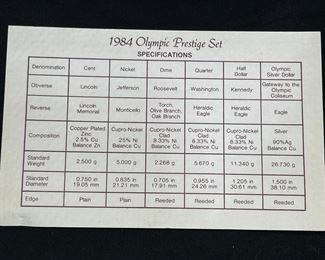 1984 Olympic Prestige Set
SPECIFICATIONS
Denomination Cent Nickel Dime Quarter Half Dollar Olympic Silver Dollar
Obverse Lincoln Jefferson Roosevelt Washington Kennedy Gateway to the Olympic Coliseum
Reverse Lincoln Memorial Monticello Torch, Olive Branch, Oak Branch Heraldic Eagle Heraldic Eagle Eagle
Composition Copper Plated Zinc 2.5% Cu Balance Zn Cupro-Nickel 25% Ni Balance Cu Cupro-Nickel Clad 8.33% Ni Balance Cu Cupro-Nickel Clad 8.33% Ni Balance Cu Cupro-Nickel Clad 8.33% Ni Balance Cu Silver 90%Ag Balance Cu
Standard Weight 2.500 g 5.000 g 2.268 g 5.670 g 11.340 g 26.730 g
Standard Diameter 0.750 in 19.05 mm 0.835 in 21.21 mm 0.705 in 17.91 mm 0.955 in 24.26 mm 1.205 in 30.61 mm 1.500 in 38.10 mm
Edge Plain Plain Reeded Reeded Reeded Reeded